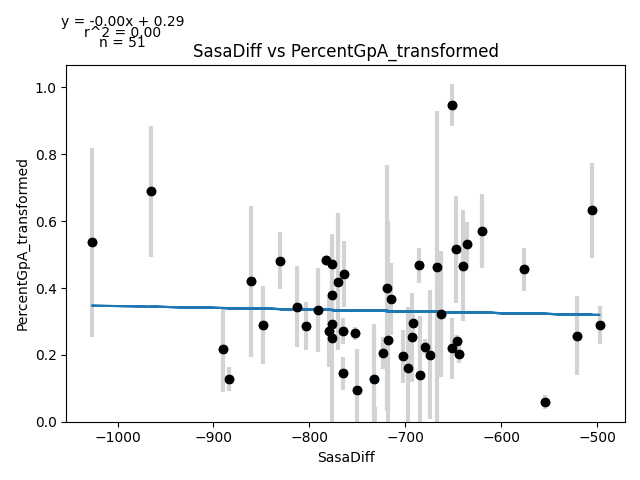 y = -0.00x + 0.29
r^2 = 0.00
n = 51
SasaDiff vs PercentGpA_transformed
1.0
0.8
0.6
0.4
0.2
0.0
PercentGpA_transformed
−1000
−900
−800
−700
−600
−500
SasaDiff